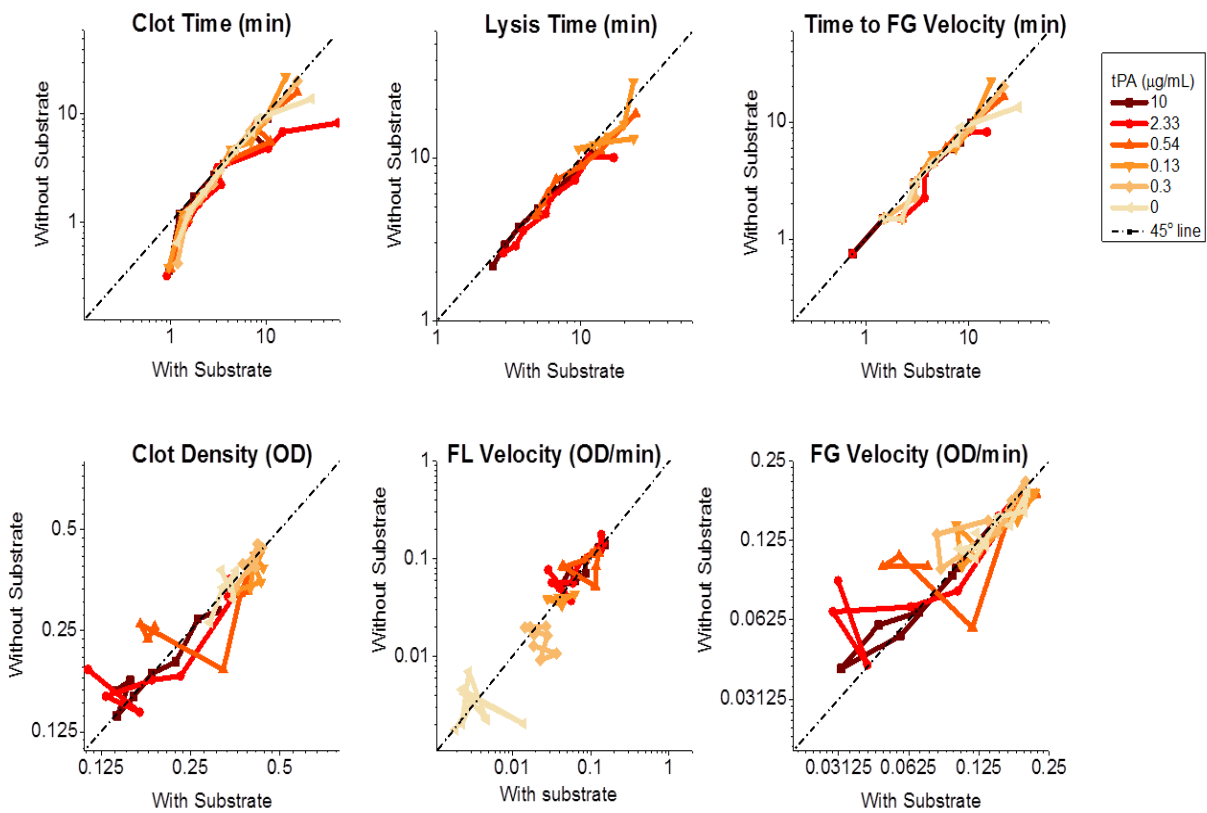 Clot Time (min)
Without Substrate
10
1
1
10
With Substrate
Lysis Time (min)
Without Substrate
10
1
1
10
With Substrate
Time to FG Velocity (min)
Without Substrate
10
1
1
10
With Substrate
tPA (μg/mL)
10
2.33
0.54
0.13
0.3
0
45° line
Clot Density (OD)
Without Substrate
0.5
0.25
0.125
0.125
0.25
0.5
With Substrate
FL Velocity (OD/min)
Without Substrate
1
0.1
0.01
0.01
0.1
1
With substrate
FG Velocity (OD/min)
Without Substrate
0.25
0.125
0.0625
0.03125
0.03125
0.0625
0.125
0.25
With Substrate